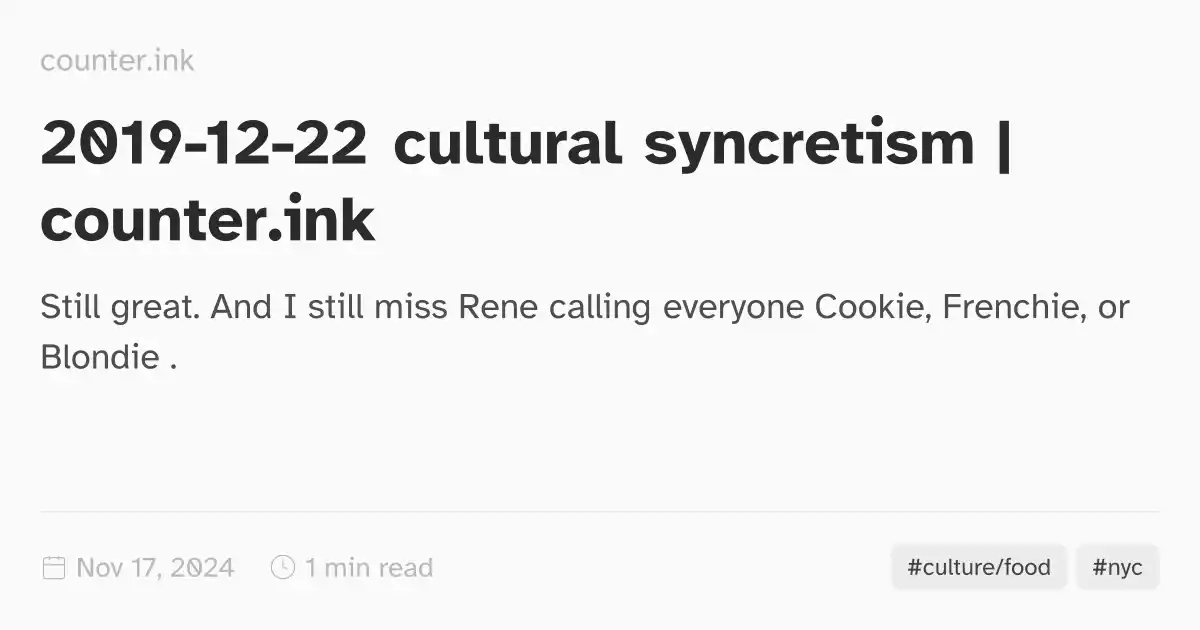 counter.ink
2019-12-22 cultural syncretism |
counter.ink
Still great. And I still miss Rene calling everyone Cookie, Frenchie, or
Blondie .
Nov 17, 2024 1 min read #culture/food #nyc